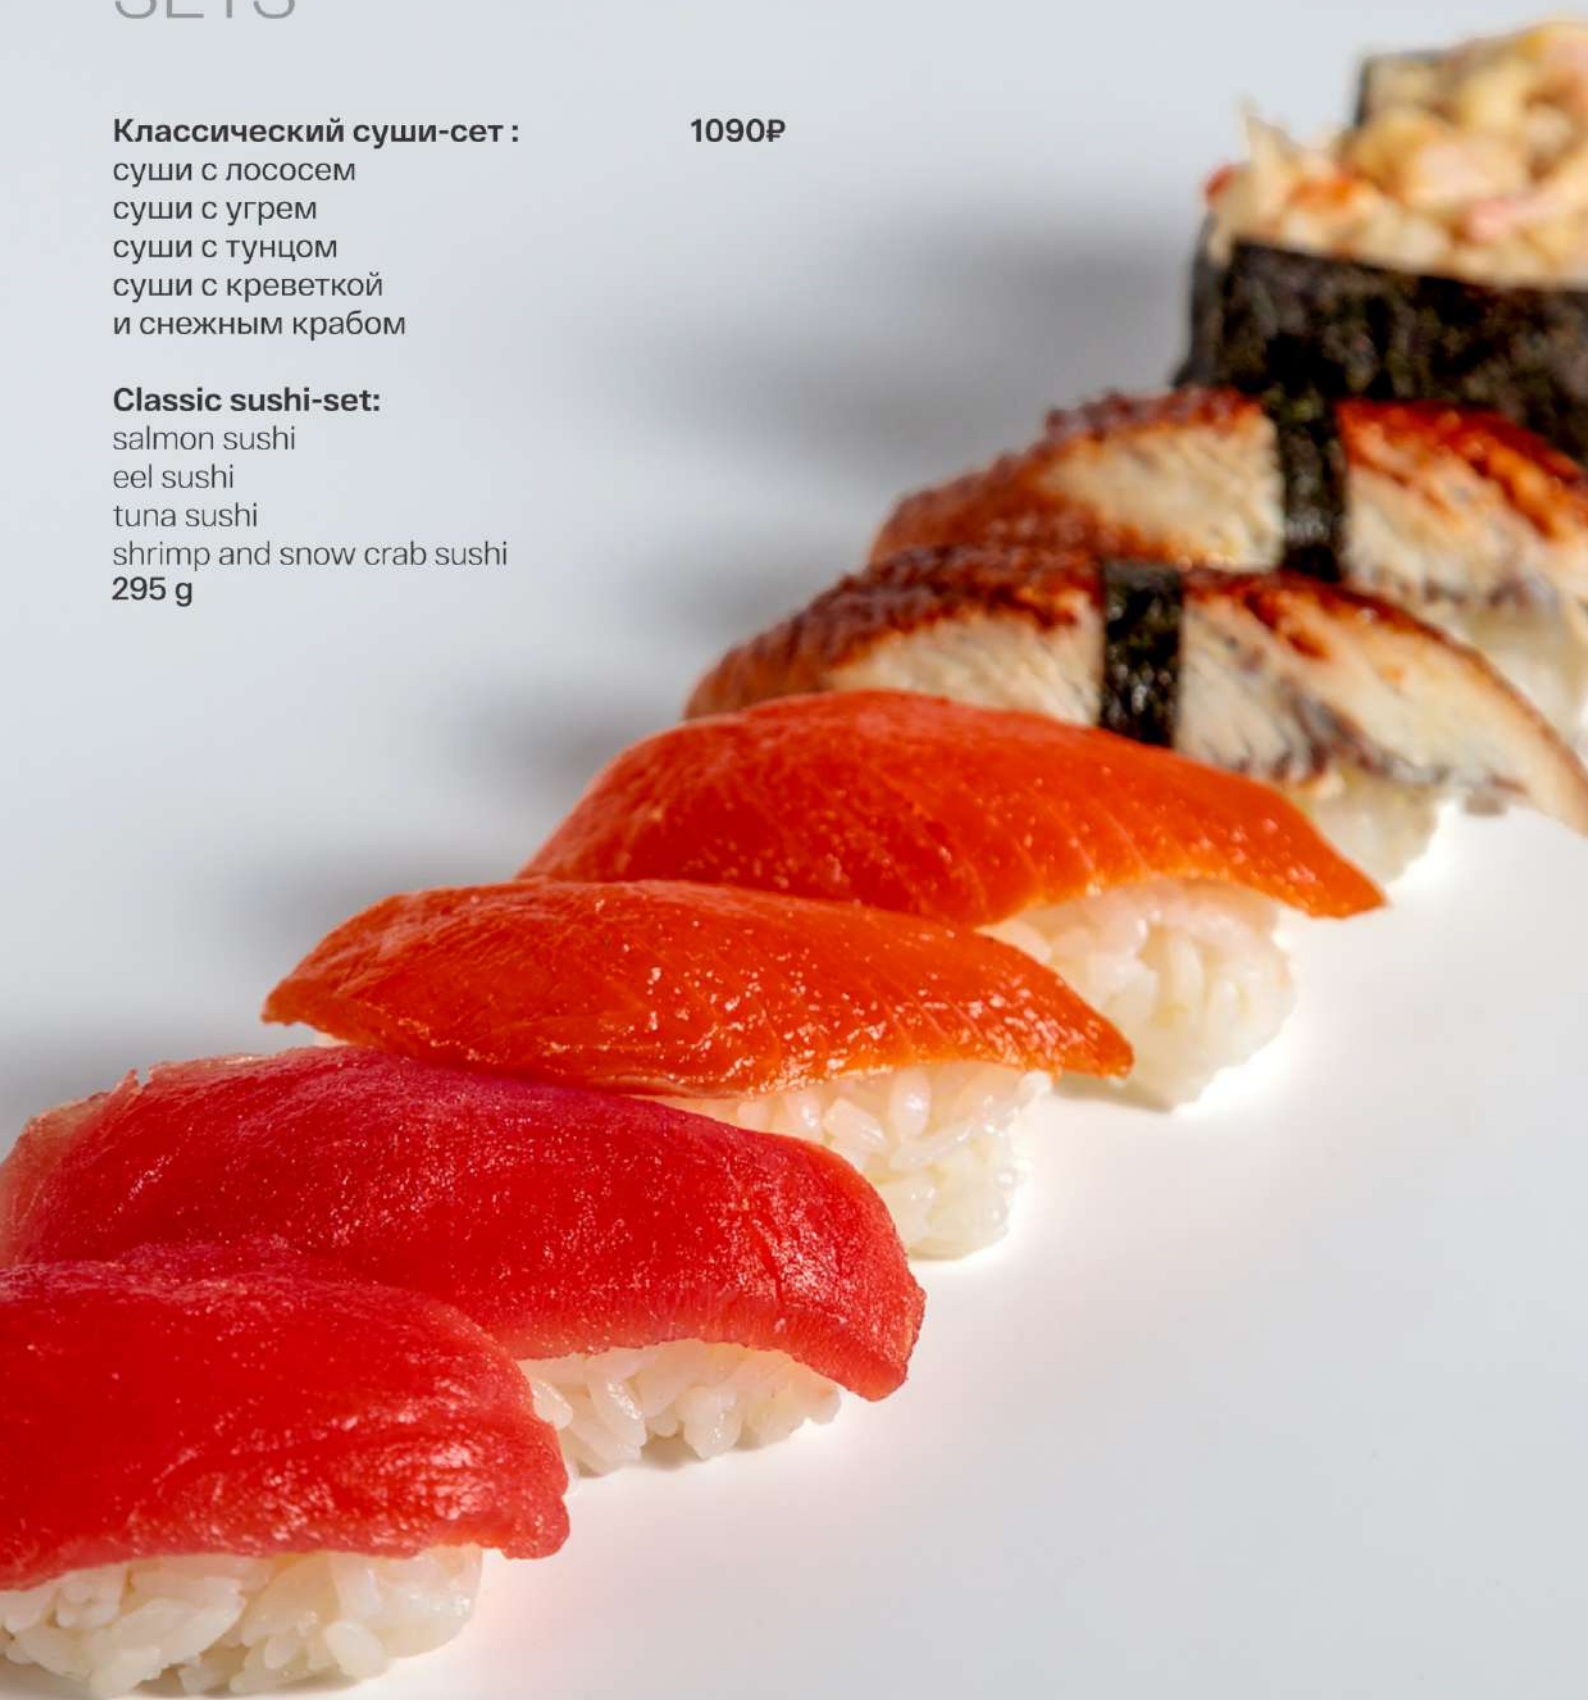 SETS
Классический суши-сет : 1090₽
суши с лососем
суши с угрем
суши с тунцом
суши с креветкой
и снежным крабом
Classic sushi-set:
salmon sushi
eel sushi
tuna sushi
shrimp and snow crab sushi
295 g